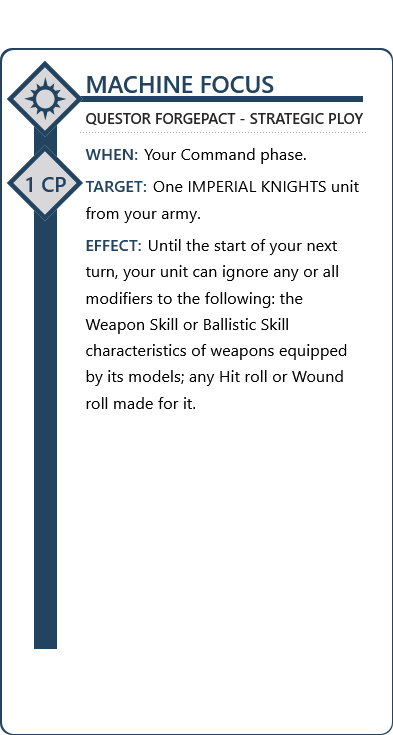 MACHINE FOCUS
QUESTOR FORGEPACT - STRATEGIC PLOY
1 CP
WHEN: Your Command phase.
TARGET: One IMPERIAL KNIGHTS unit
from your army.
EFFECT: Until the start of your next
turn, your unit can ignore any or all
modifiers to the following: the
Weapon Skill or Ballistic Skill
characteristics of weapons equipped
by its models; any Hit roll or Wound
roll made for it.